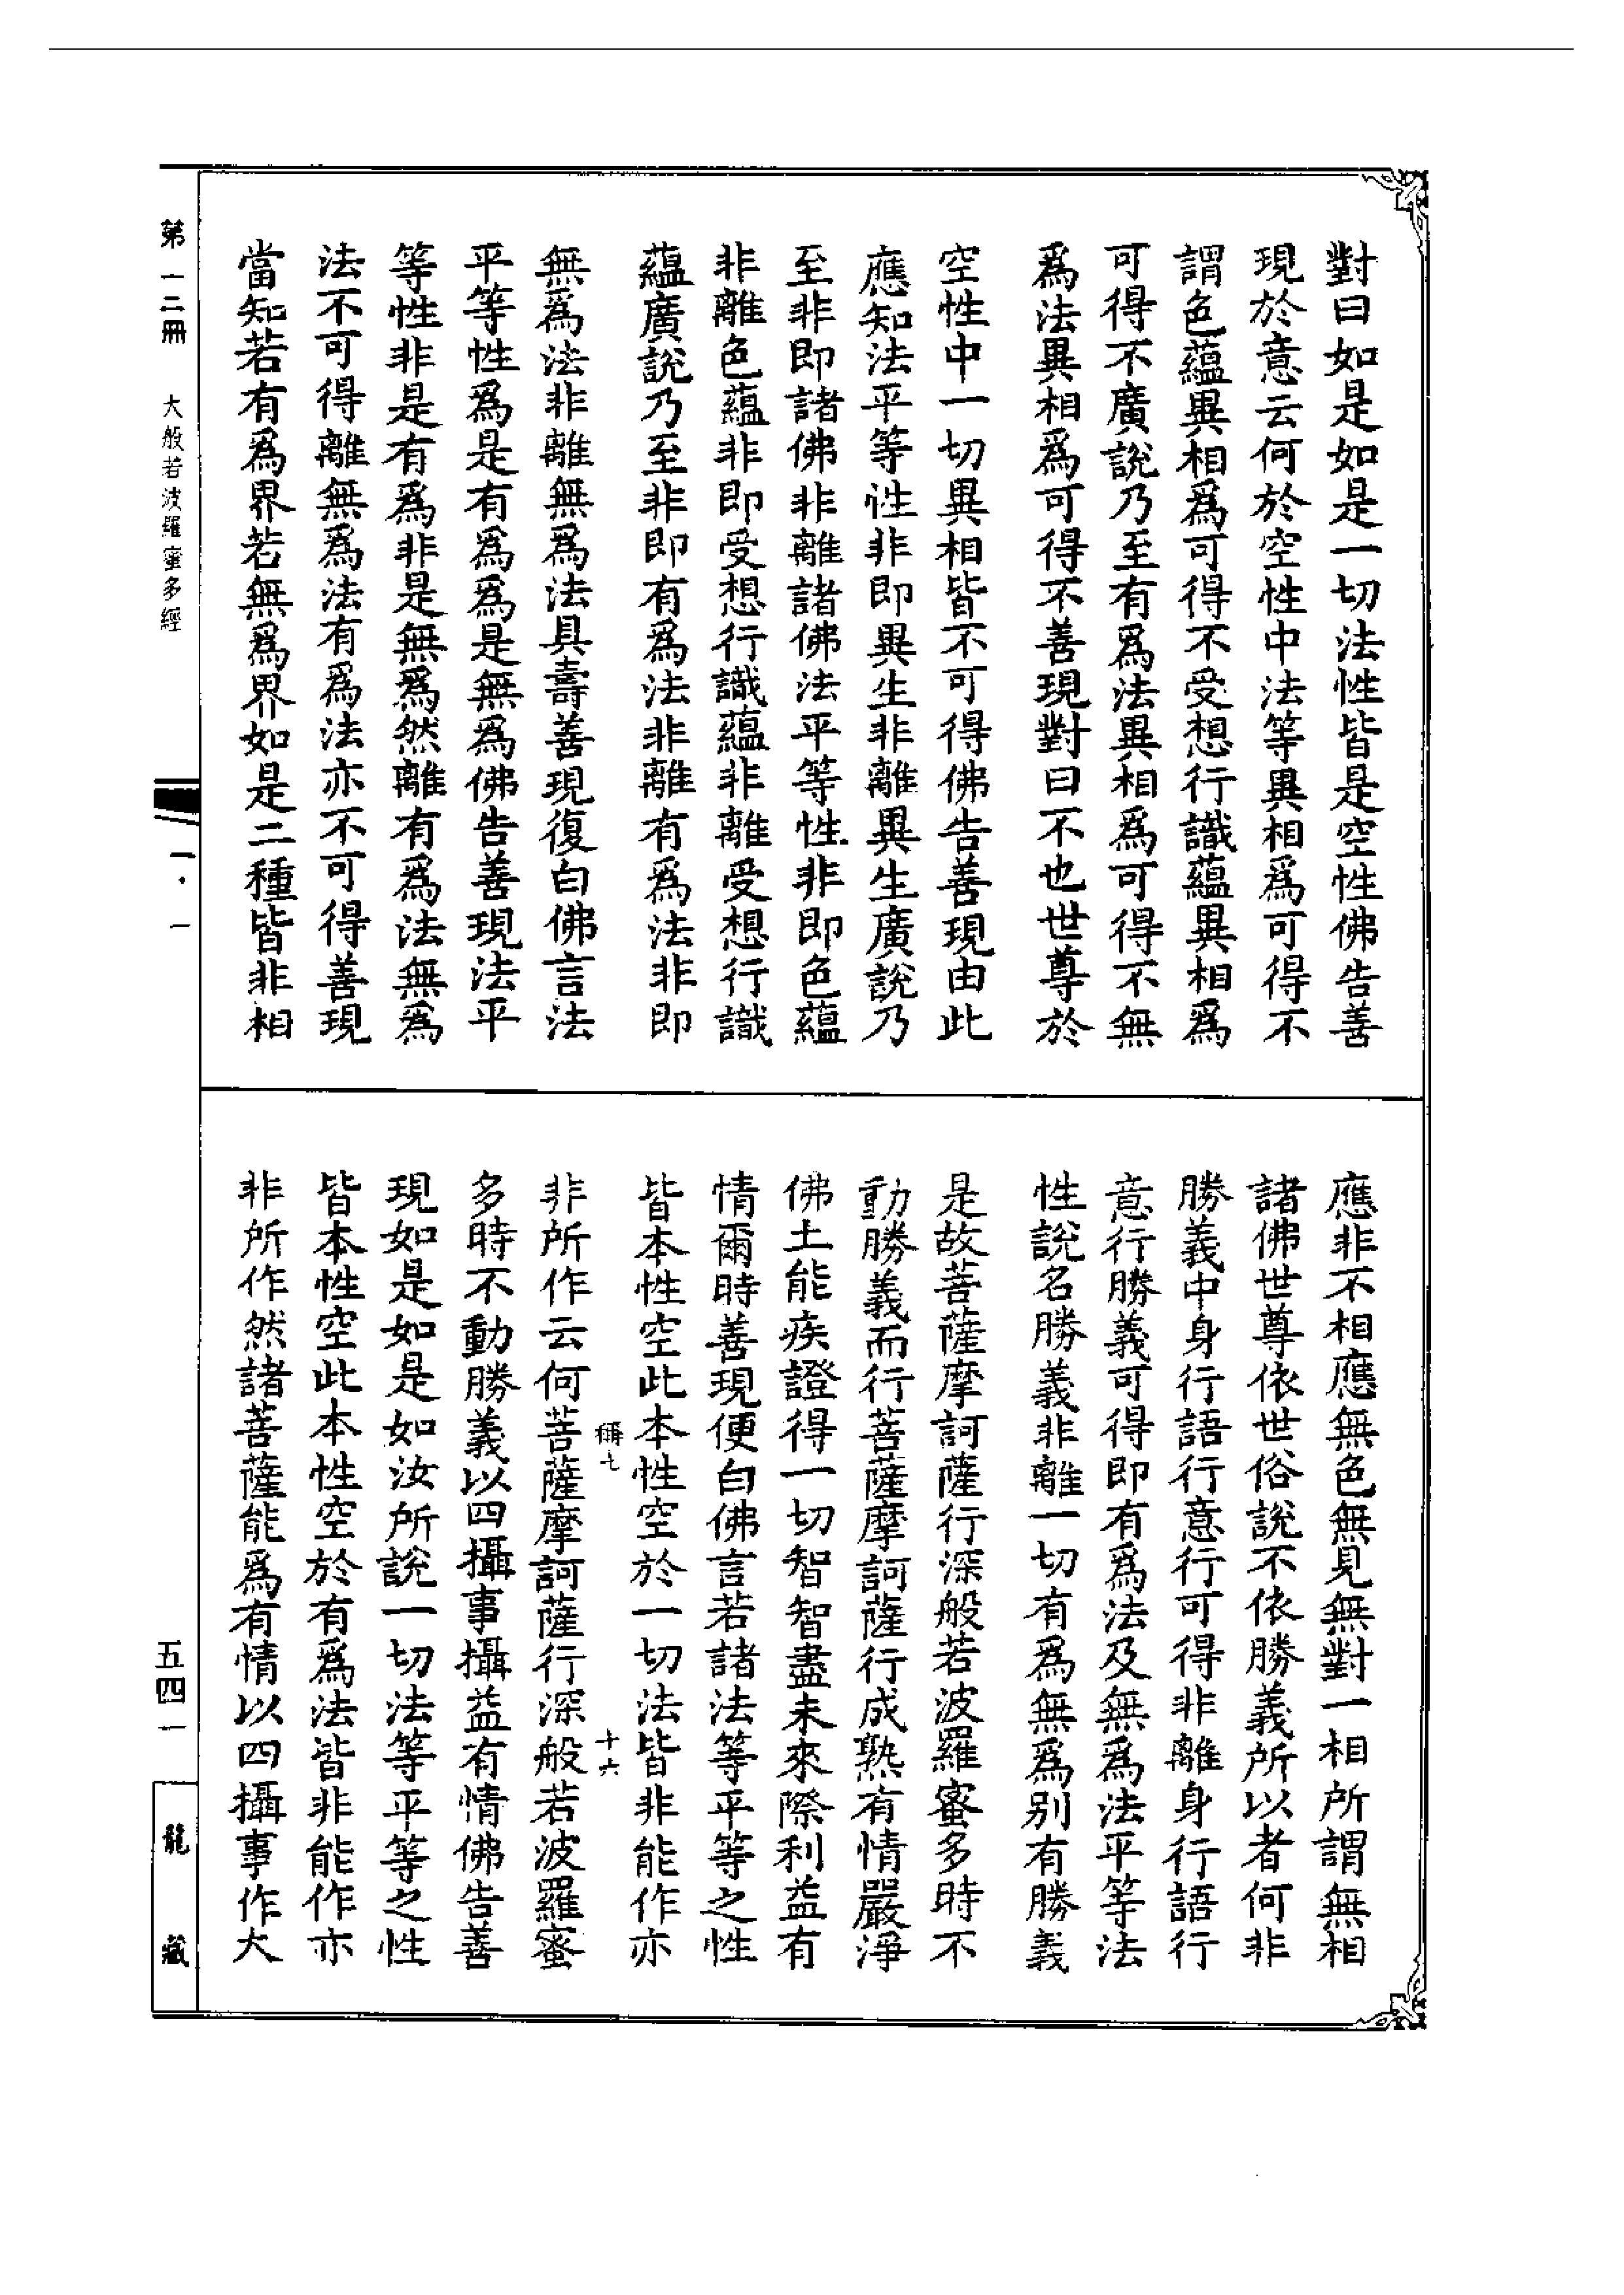 對曰如是如是一切法性皆是空性佛告善
現於意云何於空性中法等異相爲可得不
謂色蘊異相爲可得不受想行識蘊異相爲
可得不廣說乃至有爲法異相爲可得不無
爲法異相爲可得不善現對曰不也世尊於
空性中一切異相皆不可得佛告善現由此
應知法平等性非即異生非離異生廣說乃
至非即諸佛非離諸佛法平等性非即色蘊
非離色蘊非即受想行識蘊非離受想行識
蘊廣說乃至非即有爲法非離有爲法非即
無爲法非離無爲法具壽善現復白佛言法
平等性爲是有爲爲是無爲佛告善現法平
等性非是有爲非是無爲然離有爲法無爲
法不可得離無爲法有爲法亦不可得善現
當知若有爲界若無爲界如是二種皆非相
應非不相應無色無見無對一相所謂無相
諸佛世尊依世俗說不依勝義所以者何非
勝義中身行語行意行可得非離身行語行
意行勝義可得即有爲法及無爲法平等法
性說名勝義非離一切有爲無爲别有勝義
是故菩薩摩訶薩行深般若波羅蜜多時不
動勝義而行菩薩摩訶薩行成熟有情嚴淨
佛土能疾證得一切智智盡未來際利益有
情爾時善現便白佛言若諸法等平等之性
皆本性空此本性空於一切法皆非能作亦
稱七
十六
非所作云何菩薩摩訶薩行深般若波羅蜜
多時不動勝義以四攝事攝益有情佛告善
現如是如是如汝所說一切法等平等之性
皆本性空此本性空於有爲法皆非能作亦
非所作然諸菩薩能爲有情以四攝事作大
第一二冊
大般若波羅蜜多經
一·一
五四一
龍藏